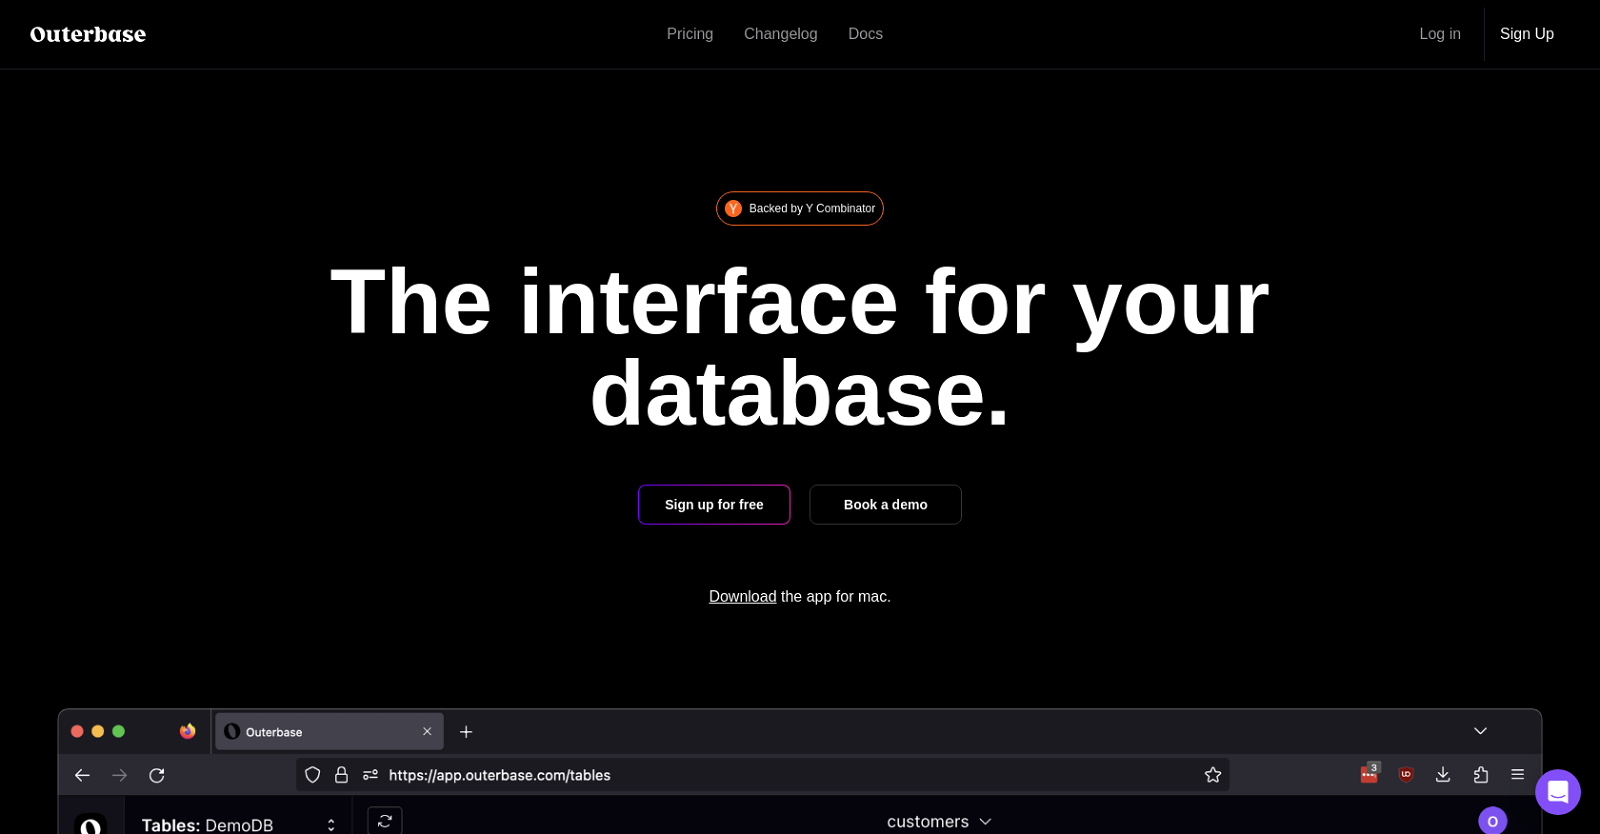 Outerbase
Pricing
Changelog
Docs
Log in
Sign Up
Y Backed by Y Combinator
The interface for your
database.
Sign up for free
Book a demo
Download the app for mac.
Outerbase
https://app.outerbase.com/tables
3
Tables: DemoDB
customers
O